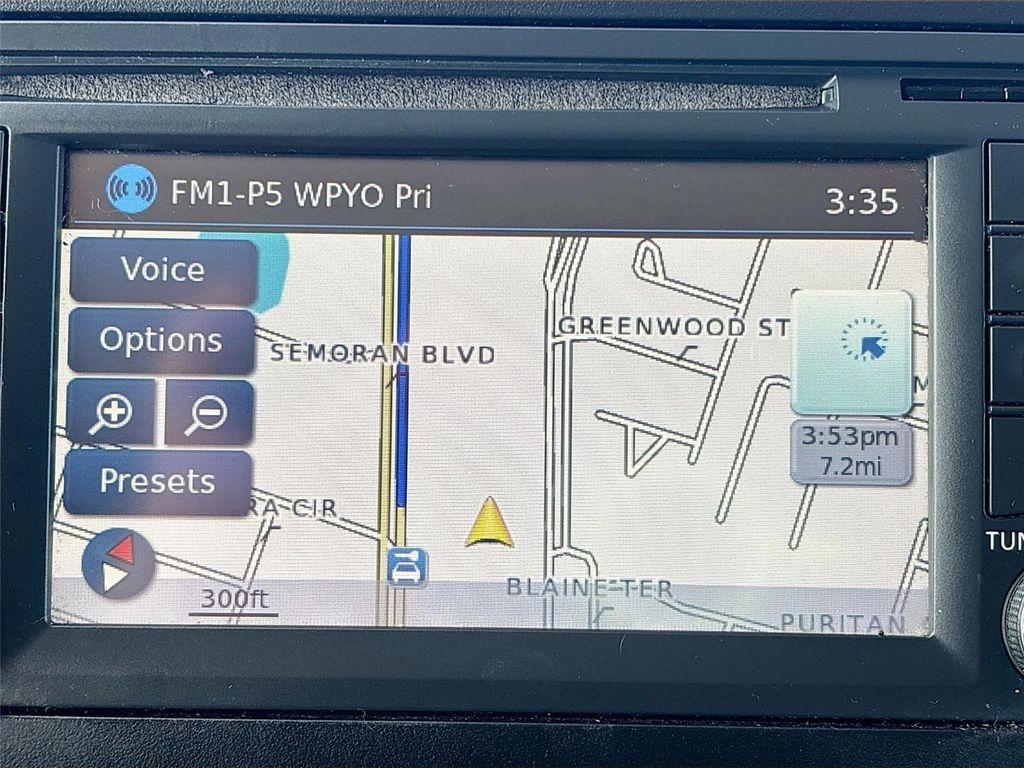 FM1-P5 WPYO Pri
3:35
Voice
GREENWOOD ST
Options
SEMORAN BLVD
3:53pm
7.2mi
Presets
RA CIR
TUN
BLAINE TER
300ft
PURITAN